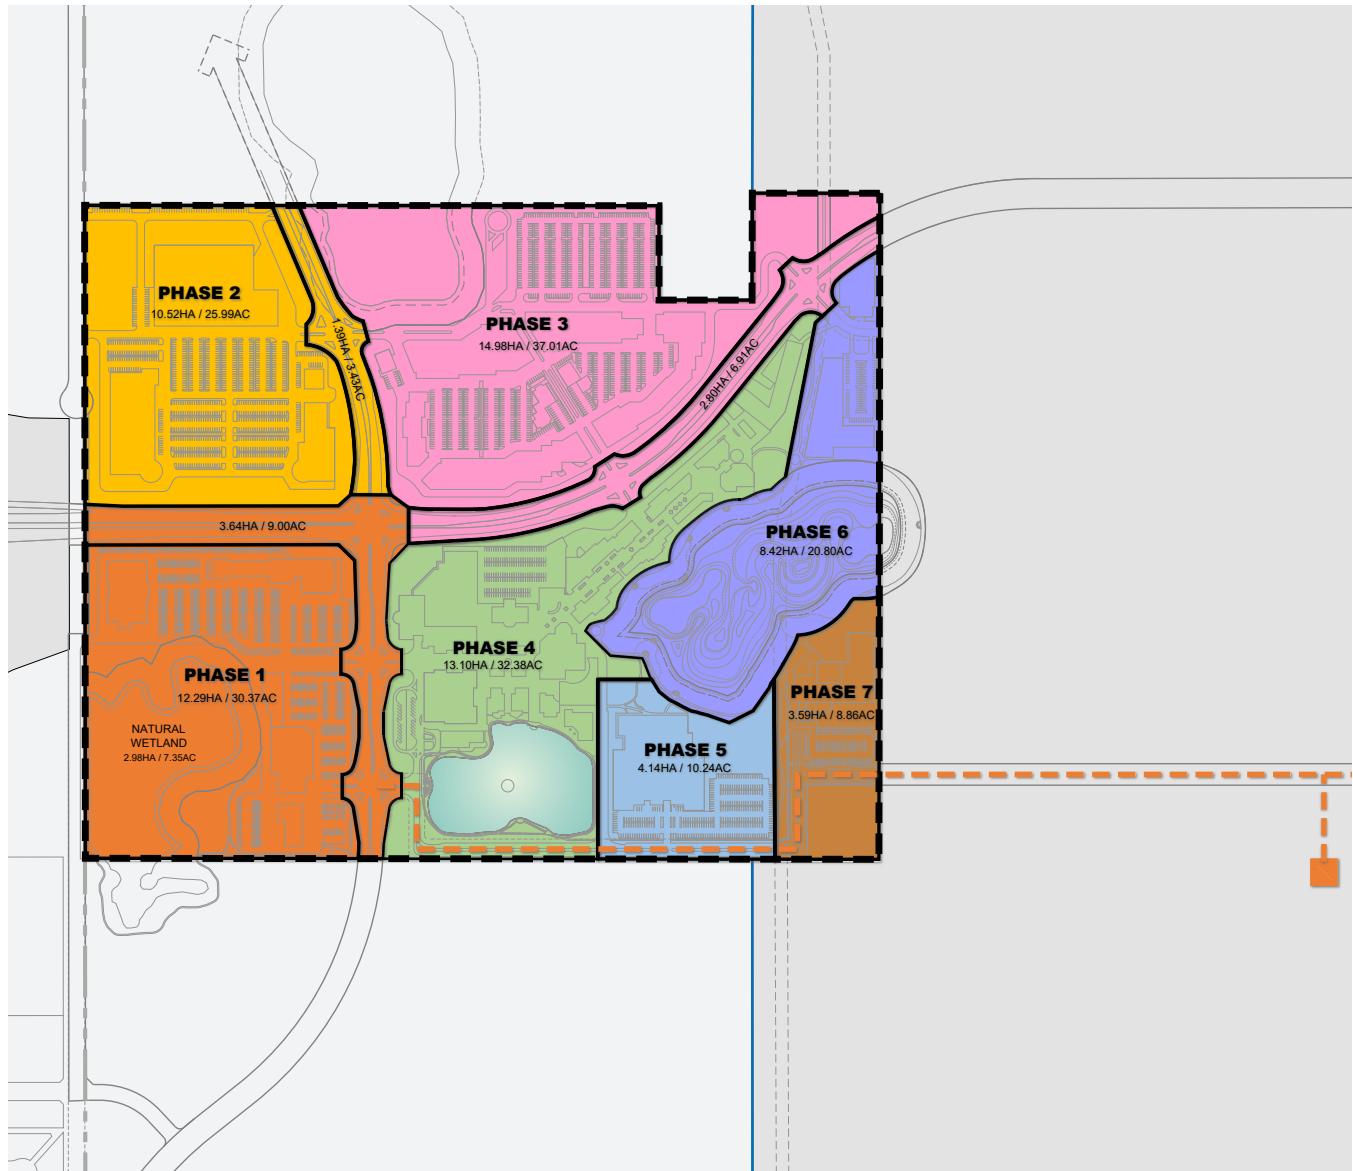 PHASE 2
10.52HA / 25.99AC
1.39HA / 3.43AC
PHASE 3
14.98HA / 37.01AC
2.80HA / 6.91AC
3.64HA / 9.00AC
PHASE 6
8.42HA / 20.80AC
PHASE 1
12.29HA / 30.37AC
NATURAL
WETLAND
2.98HA / 7.35AC
PHASE 4
13.10HA / 32.38AC
PHASE 7
3.59HA / 8.86AC
PHASE 5
4.14HA / 10.24AC